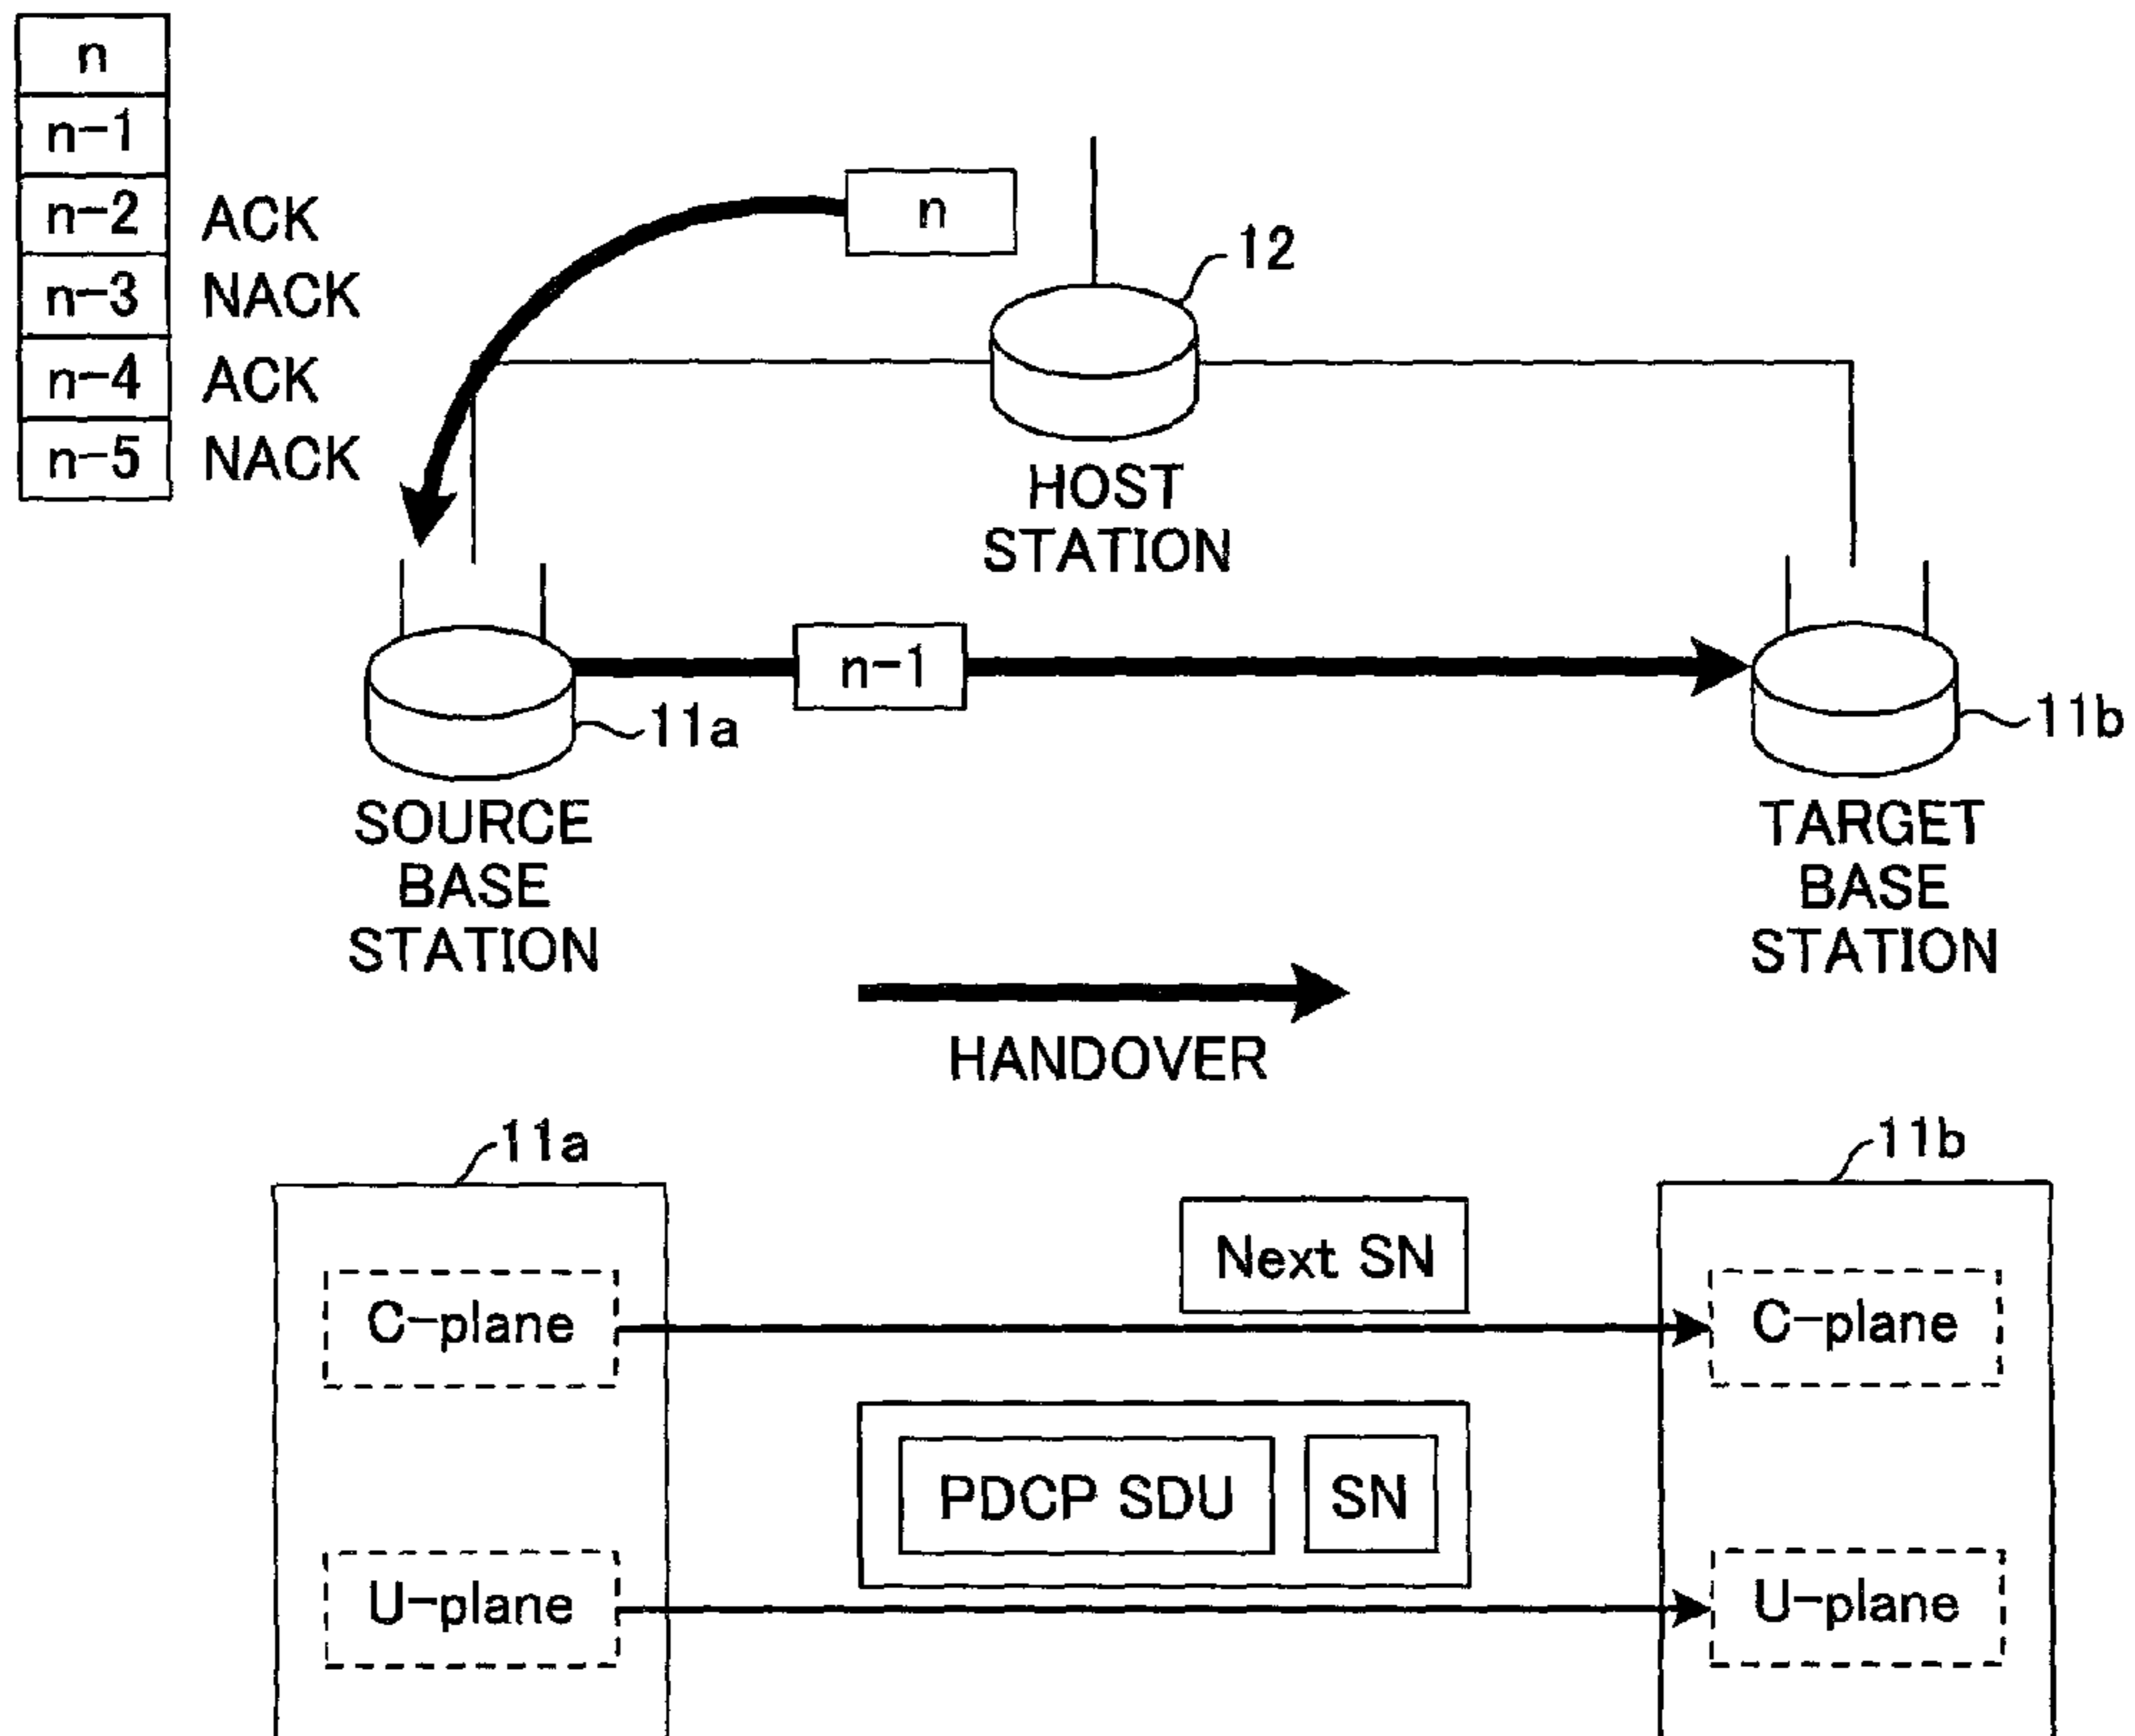 n
n-1
n-2 ACK
n-3 NACK
n-4 ACK
n-5 NACK
n
12
HOST
STATION
n-1
11a
11b
SOURCE
BASE
STATION
TARGET
BASE
STATION
HANDOVER
11a
11b
Next SN
C-plane
C-plane
PDCP SDU
SN
U-plane
U-plane